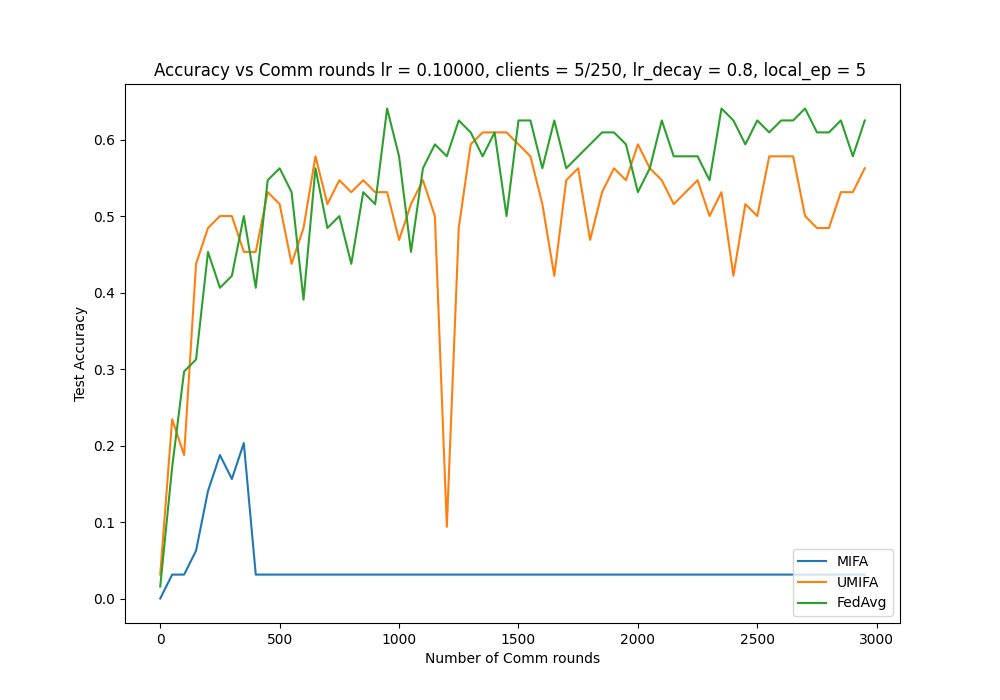 Accuracy vs Comm rounds lr = 0.10000, clients = 5/250, lr_decay = 0.8, local_ep = 5
Test Accuracy
0.6
0.5
0.4
0.3
0.2
0.1
0.0
MIFA
UMIFA
FedAvg
0 500 1000 1500 2000 2500 3000
Number of Comm rounds